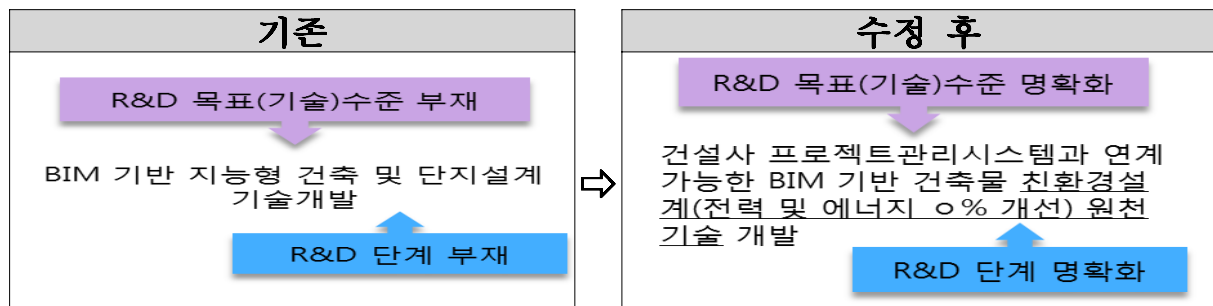 기존
R&D 목표(기술)수준 부재
BIM 기반 지능형 건축 및 단지설계
기술개발
R&D 단계 부재
수정 후
R&D 목표(기술)수준 명확화
건설사 프로젝트관리시스템과 연계
가능한 BIM 기반 건축물 친환경설
계(전력 및 에너지 ㅇ% 개선) 원천
기술 개발
R&D 단계 명확화